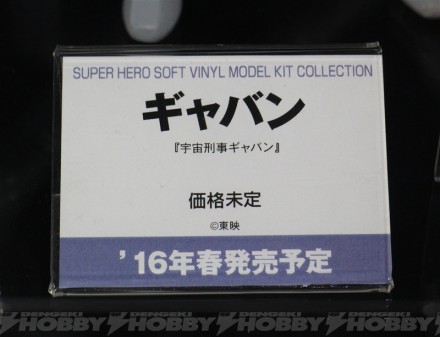 SUPER HERO SOFT VINYL MODEL KIT COLLECTION
ギャバン
『宇宙刑事ギャバン』
価格未定
©東映
'16年春発売予定
DENGEKI HOBBY DENGEKI HOBBY DENGEKI HOBBY DENGEKI HOBBY